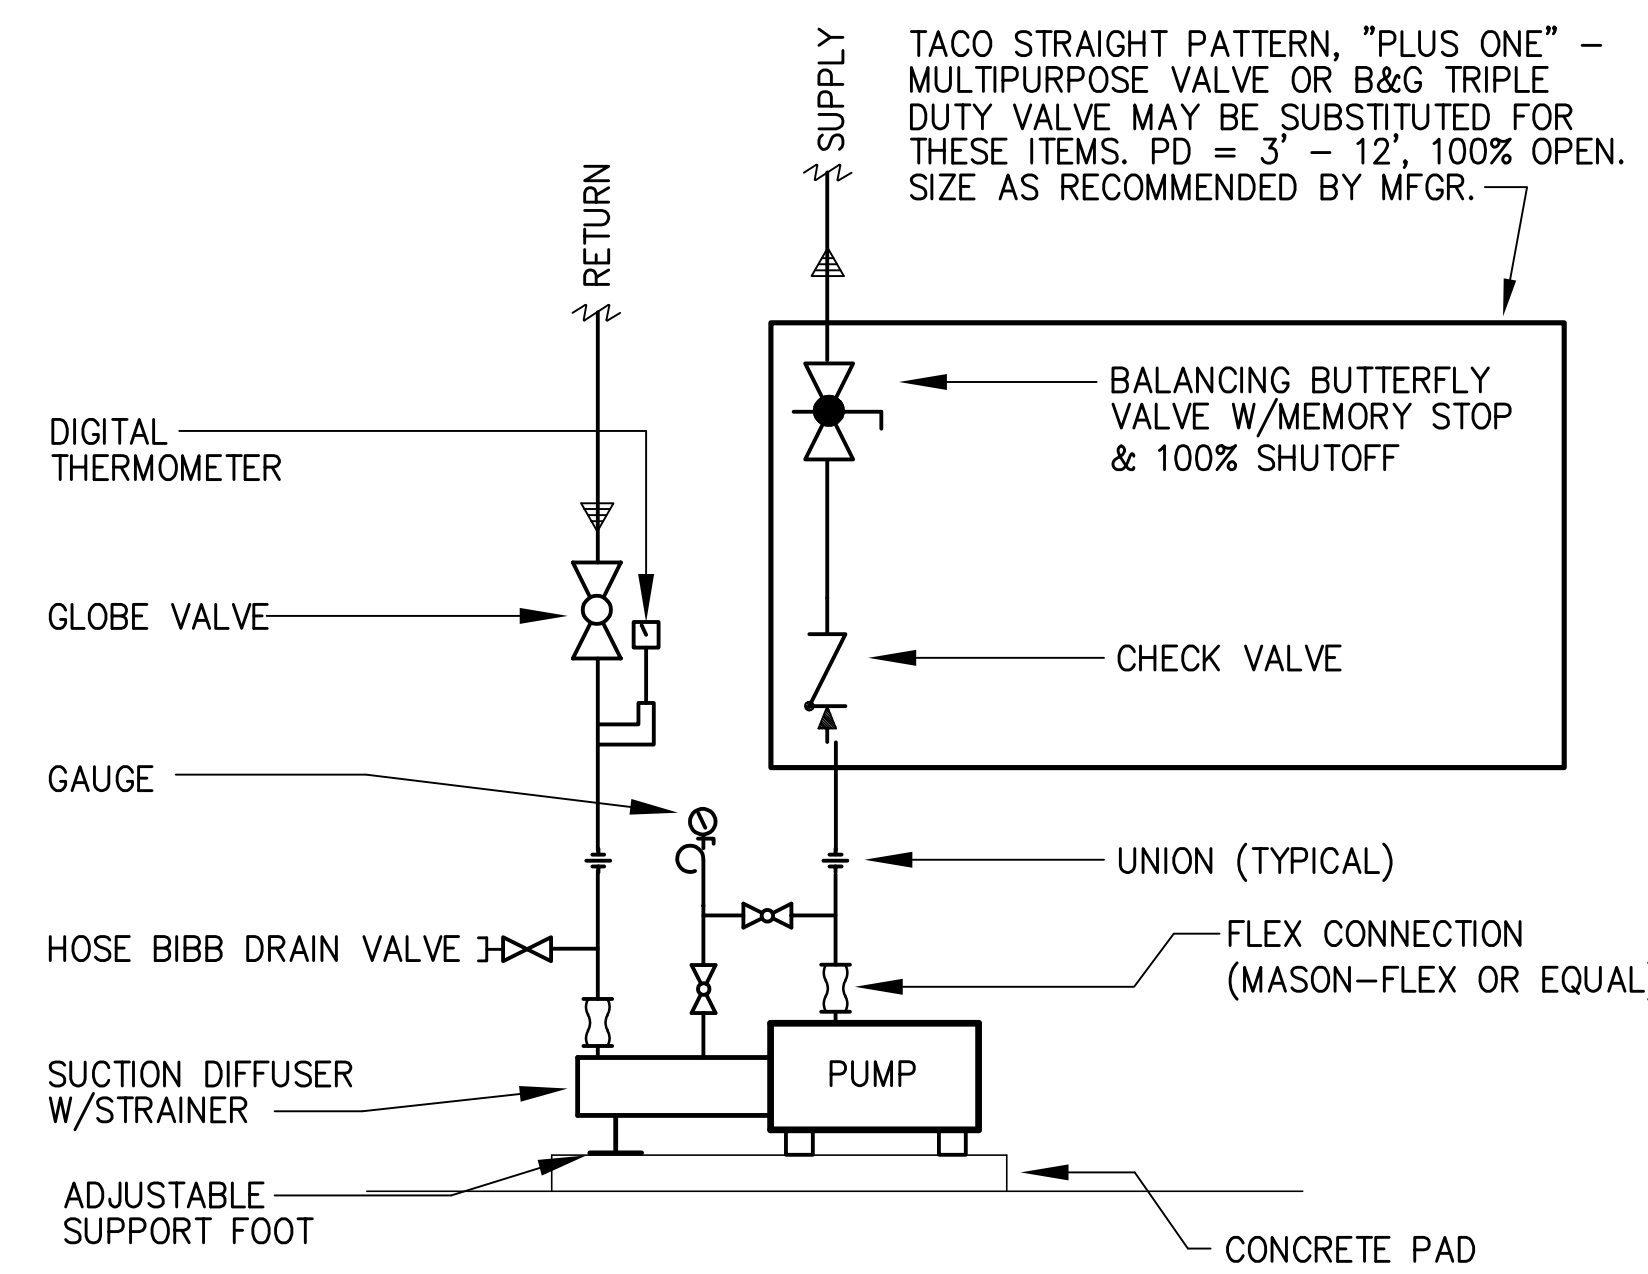 SUPPLY
TACO STRAIGHT PATTERN, "PLUS ONE" –
MULTIPURPOSE VALVE OR B&G TRIPLE
DUTY VALVE MAY BE SUBSTITUTED FOR
THESE ITEMS. PD = 3' – 12', 100% OPEN.
SIZE AS RECOMMENDED BY MFGR.
RETURN
DIGITAL
THERMOMETER
BALANCING BUTTERFLY
VALVE W/MEMORY STOP
& 100% SHUTOFF
GLOBE VALVE
CHECK VALVE
GAUGE
UNION (TYPICAL)
HOSE BIBB DRAIN VALVE
FLEX CONNECTION
(MASON–FLEX OR EQUAL)
SUCTION DIFFUSER
W/STRAINER
PUMP
ADJUSTABLE
SUPPORT FOOT
CONCRETE PAD